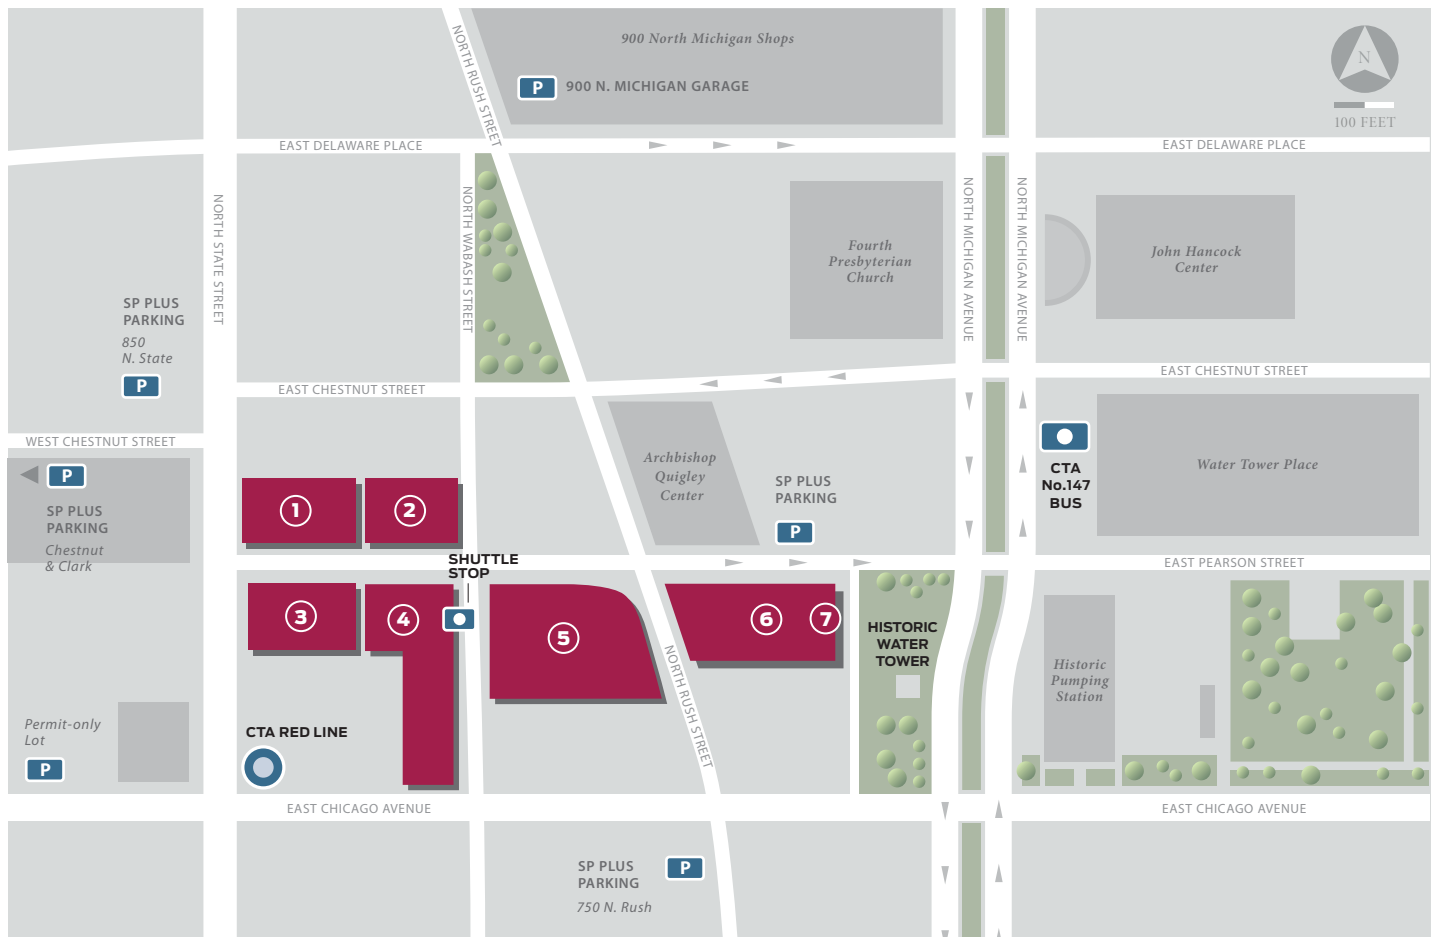 900 North Michigan Shops
P
900 N. MICHIGAN GARAGE
N
100 FEET
NORTH RUSH STREET
EAST DELAWARE PLACE
EAST DELAWARE PLACE
NORTH STATE STREET
NORTH WABASH STREET
NORTH MICHIGAN AVENUE
NORTH MICHIGAN AVENUE
Fourth
Presbyterian
Church
John Hancock
Center
SP PLUS
PARKING
850
N. State
P
EAST CHESTNUT STREET
EAST CHESTNUT STREET
WEST CHESTNUT STREET
P
SP PLUS
PARKING
Chestnut
& Clark
Archbishop
Quigley
Center
SP PLUS
PARKING
P
CTA
No.147
BUS
Water Tower Place
1
2
SHUTTLE
STOP
EAST PEARSON STREET
3
4
5
6
7
HISTORIC
WATER
TOWER
NORTH RUSH STREET
Historic
Pumping
Station
Permit-only
Lot
P
CTA RED LINE
EAST CHICAGO AVENUE
EAST CHICAGO AVENUE
SP PLUS
PARKING
P
750 N. Rush